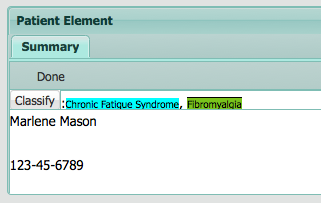 Patient Element
Summary
Done
Classify :Chronic Fatigue Syndrome, Fibromyalgia
Marlene Mason
123-45-6789